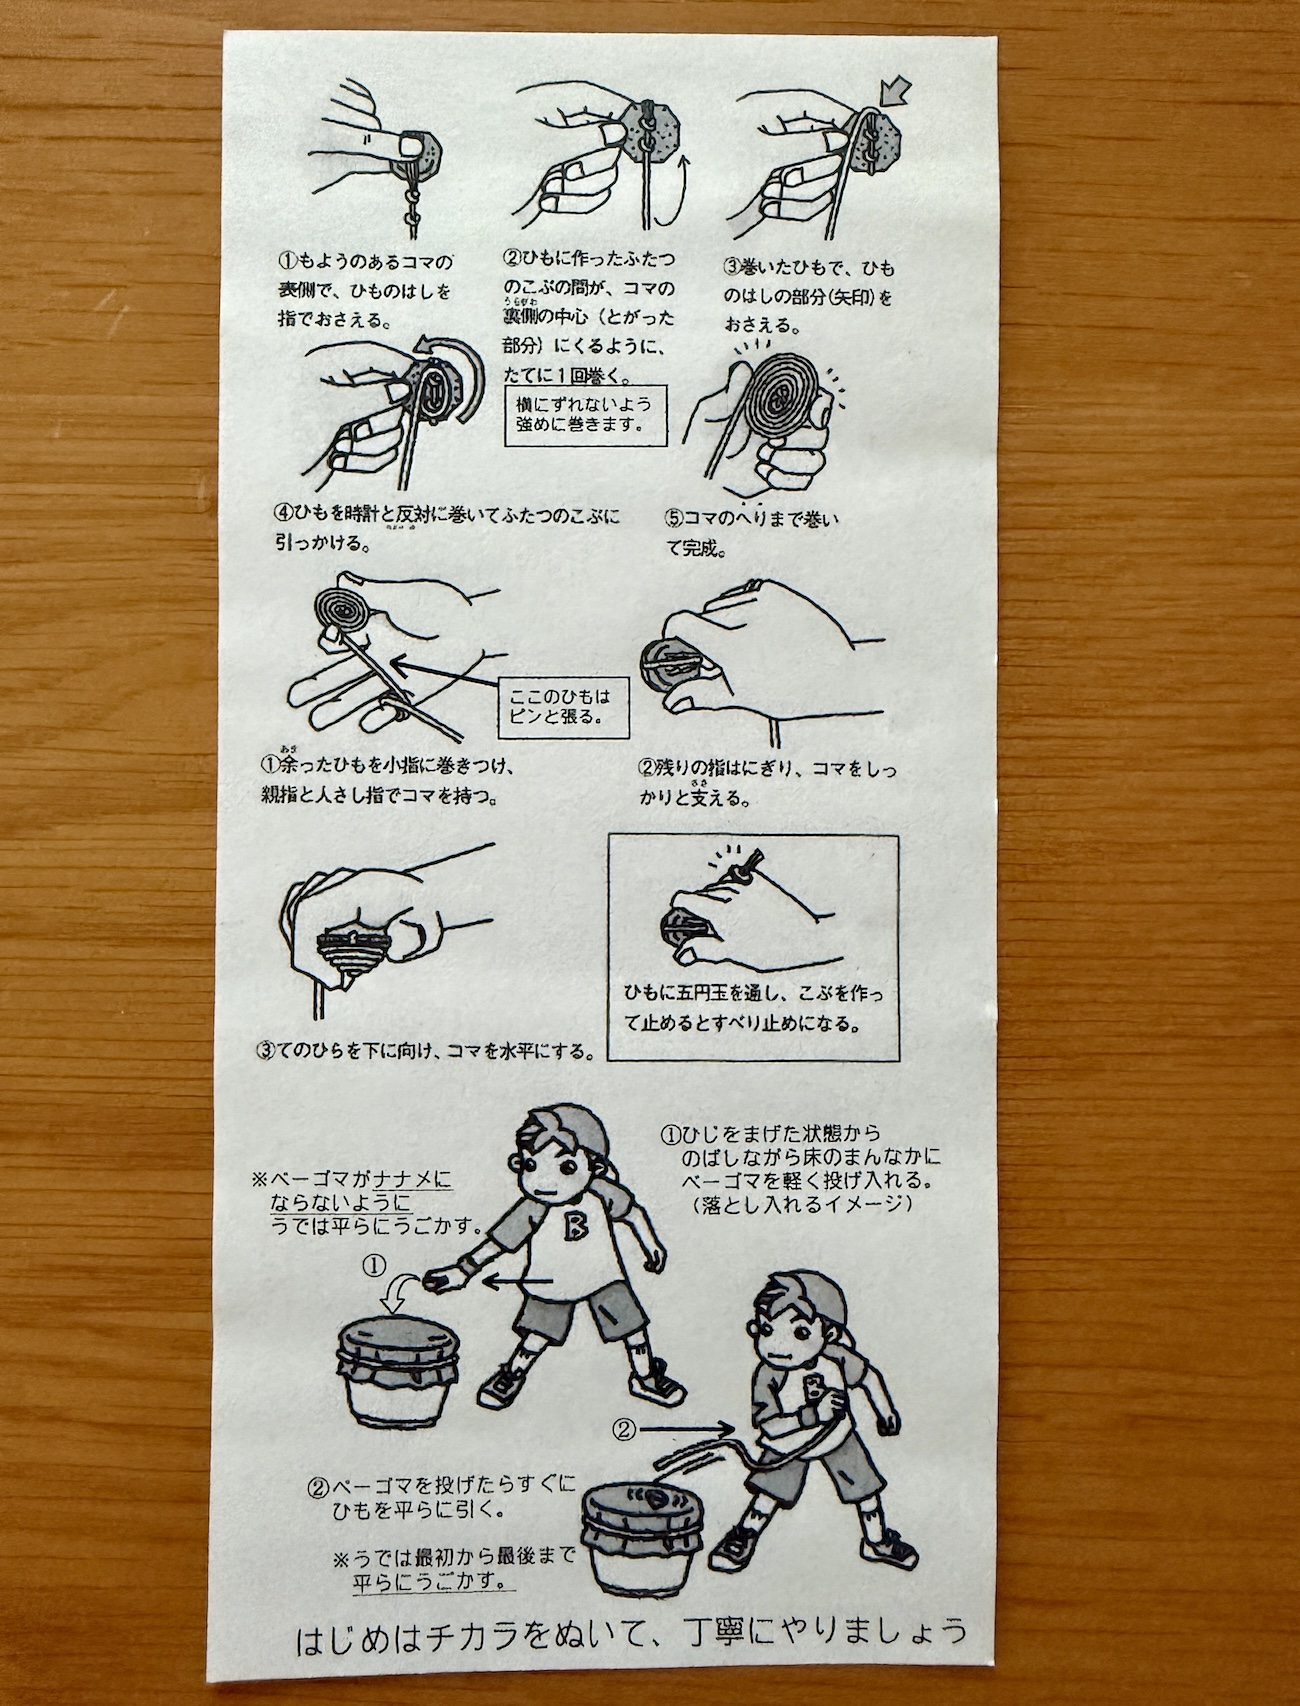 ①もようのあるコマの
表側で、ひものはしを
指でおさえる。
②ひもに作ったふたつ
のこぶの間が、コマの
うらがわ
裏側の中心（とがった
部分）にくるように、
たてに1回巻く。
横にずれないよう
強めに巻きます。
③巻いたひもで、ひも
のはしの部分（矢印）を
おさえる。
④ひもを時計と反対に巻いてふたつのこぶに
引っかける。
⑤コマのへりまで巻い
て完成。
ここのひもは
ピンと張る。
あま
①余ったひもを小指に巻きつけ、
親指と人さし指でコマを持つ。
②残りの指はにぎり、コマをしっ
ささ
かりと支える。
③てのひらを下に向け、コマを水平にする。
ひもに五円玉を通し、こぶを作っ
て止めるとすべり止めになる。
①ひじをまげた状態から
のばしながら床のまんなかに
ベーゴマを軽く投げ入れる。
（落とし入れるイメージ）
※ベーゴマがナナメに
ならないように
うでは平らにうごかす。
①
B
②
B
②ベーゴマを投げたらすぐに
ひもを平らに引く。
※うでは最初から最後まで
平らにうごかす。
はじめはチカラをぬいて、丁寧にやりましょう